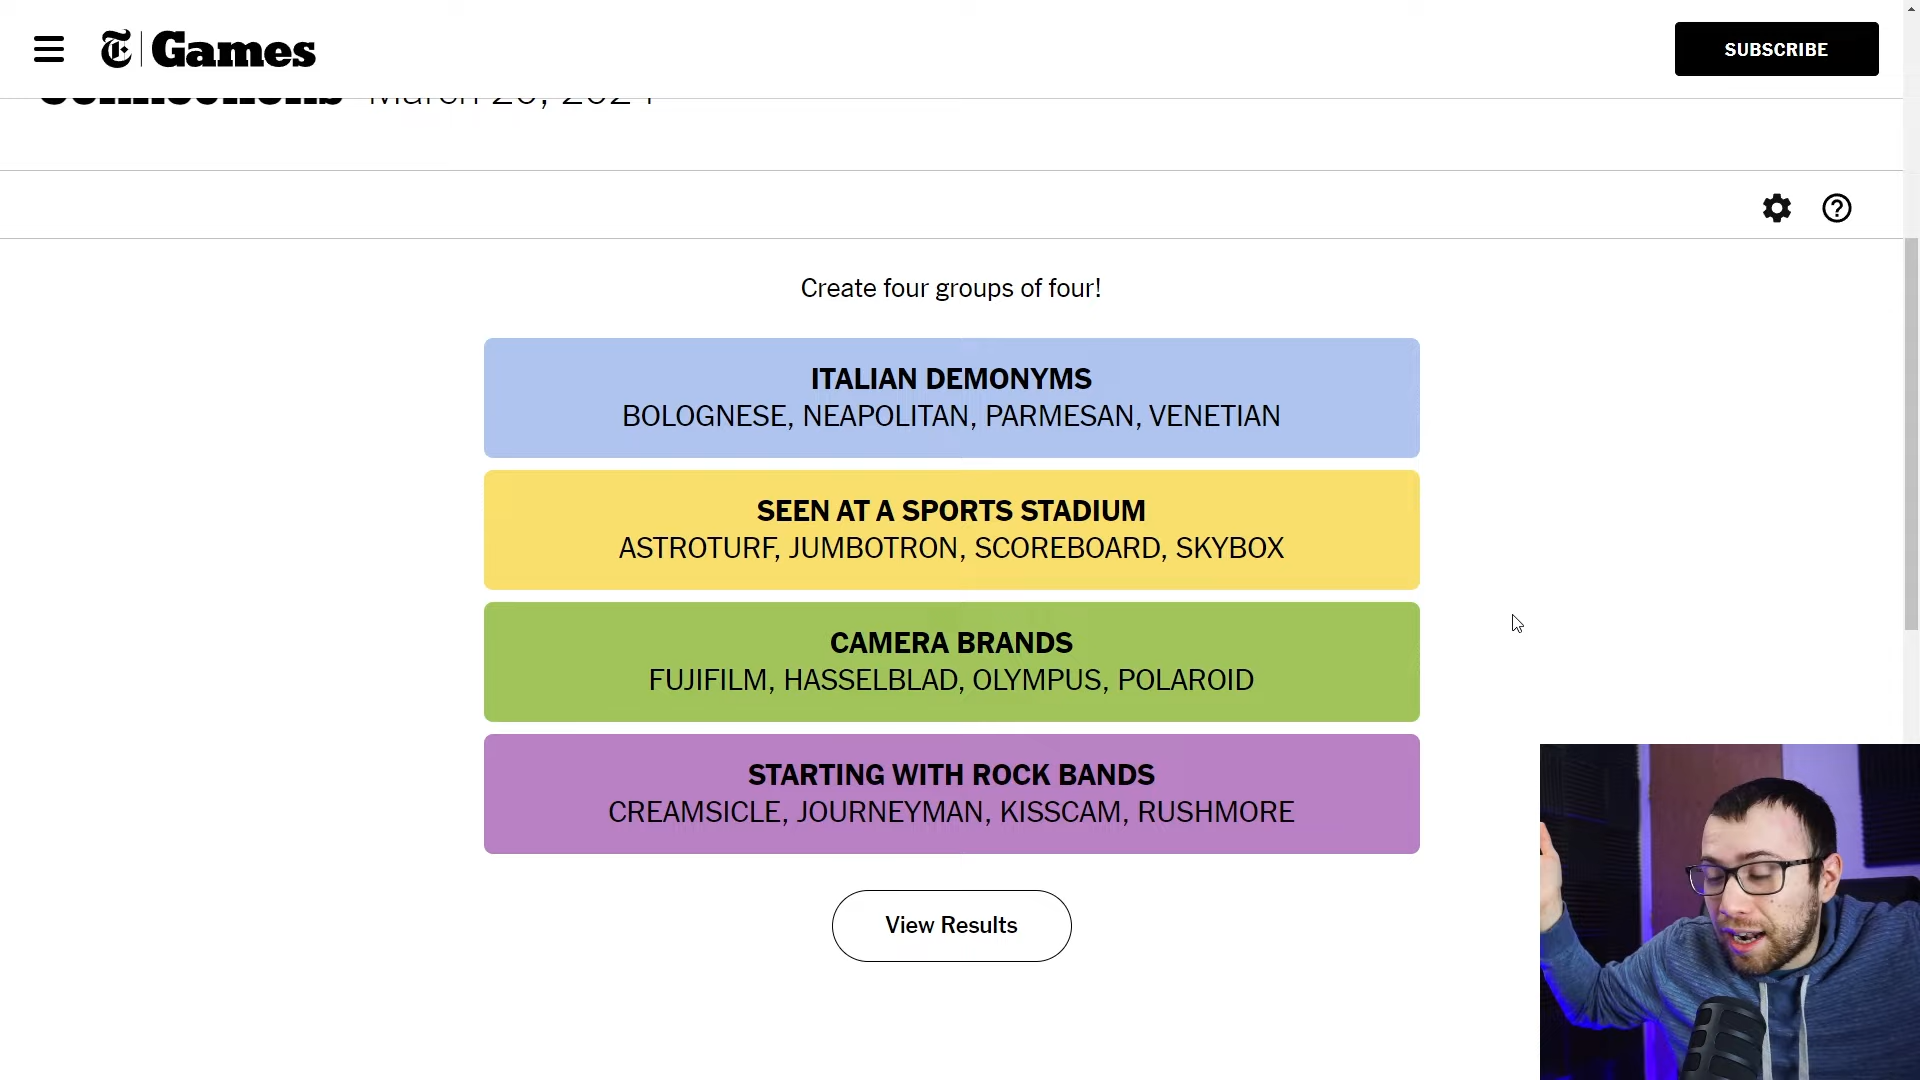 Games
SUBSCRIBE
Create four groups of four!
ITALIAN DEMONYMS
BOLOGNESE, NEAPOLITAN, PARMESAN, VENETIAN
SEEN AT A SPORTS STADIUM
ASTROTURF, JUMBOTRON, SCOREBOARD, SKYBOX
CAMERA BRANDS
FUJIFILM, HASSELBLAD, OLYMPUS, POLAROID
STARTING WITH ROCK BANDS
CREAMSICLE, JOURNEYMAN, KISSCAM, RUSHMORE
View Results